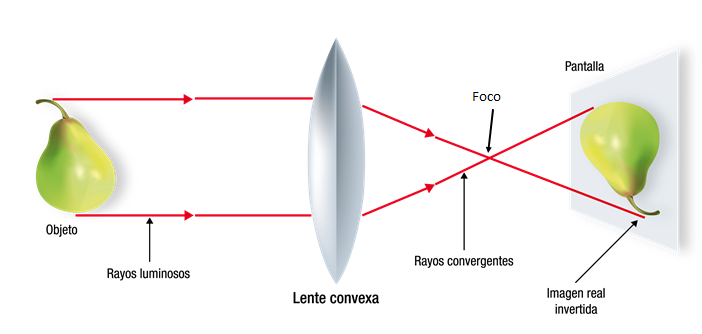 Pantalla
Foco
Objeto
Rayos luminosos
Rayos convergentes
Lente convexa
Imagen real
invertida